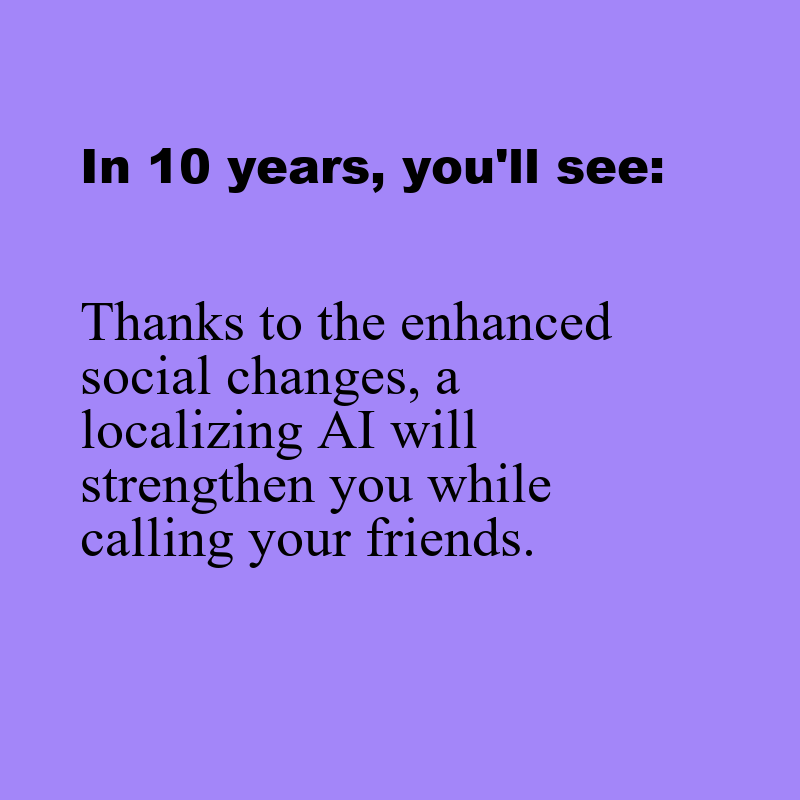 In 10 years, you'll see:
Thanks to the enhanced
social changes, a
localizing AI will
strengthen you while
calling your friends.